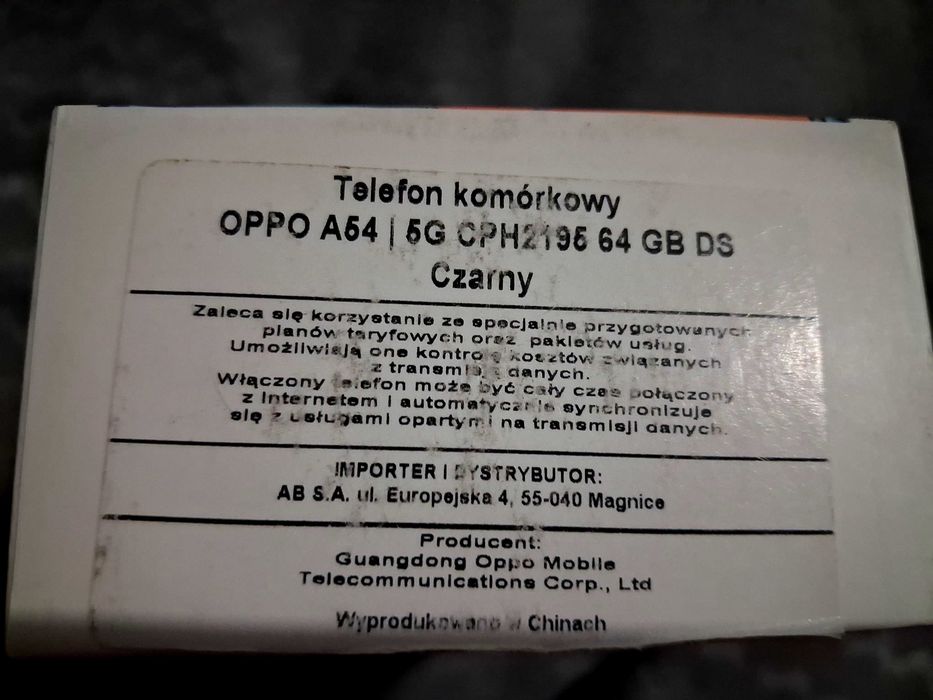 Telefon komórkowy
OPPO A54 | 5G CPH2195 64 GB DS
Czarny
Zaleca się korzystanie ze specjalnie przygotowanych
planów taryfowych oraz pakietów usług.
Umożliwiają one kontrolę kosztów związanych
z transmisją danych.
Włączony telefon może być cały czas połączony
z Internetem i automatycznie synchronizuje
się z usługami opartymi na transmisji danych.
IMPORTER I DYSTRYBUTOR:
AB S.A. ul. Europejska 4, 55-040 Magnice
Producent:
Guangdong Oppo Mobile
Telecommunications Corp., Ltd
Wyprodukowano w Chinach